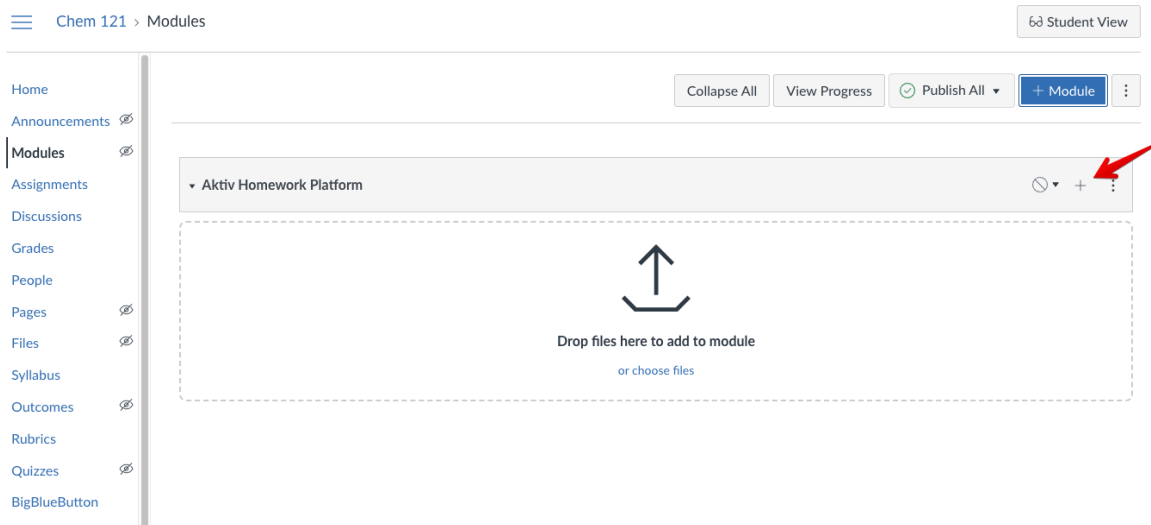 Chem 121 › Modules
Student View
Collapse All
View Progress
Publish All
+ Module
Home
Announcements
Modules
Assignments
Discussions
Grades
People
Pages
Files
Syllabus
Outcomes
Rubrics
Quizzes
BigBlueButton
Aktiv Homework Platform
Drop files here to add to module
or choose files